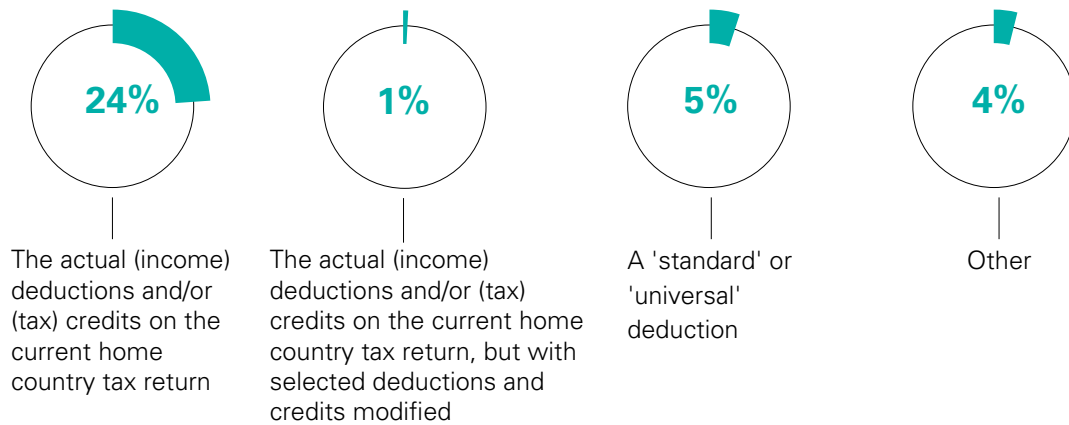 24%
1%
5%
4%
The actual (income)
deductions and/or
(tax) credits on the
current home
country tax return
The actual (income)
deductions and/or (tax)
credits on the current home
country tax return, but with
selected deductions and
credits modified
A 'standard' or
'universal'
deduction
Other